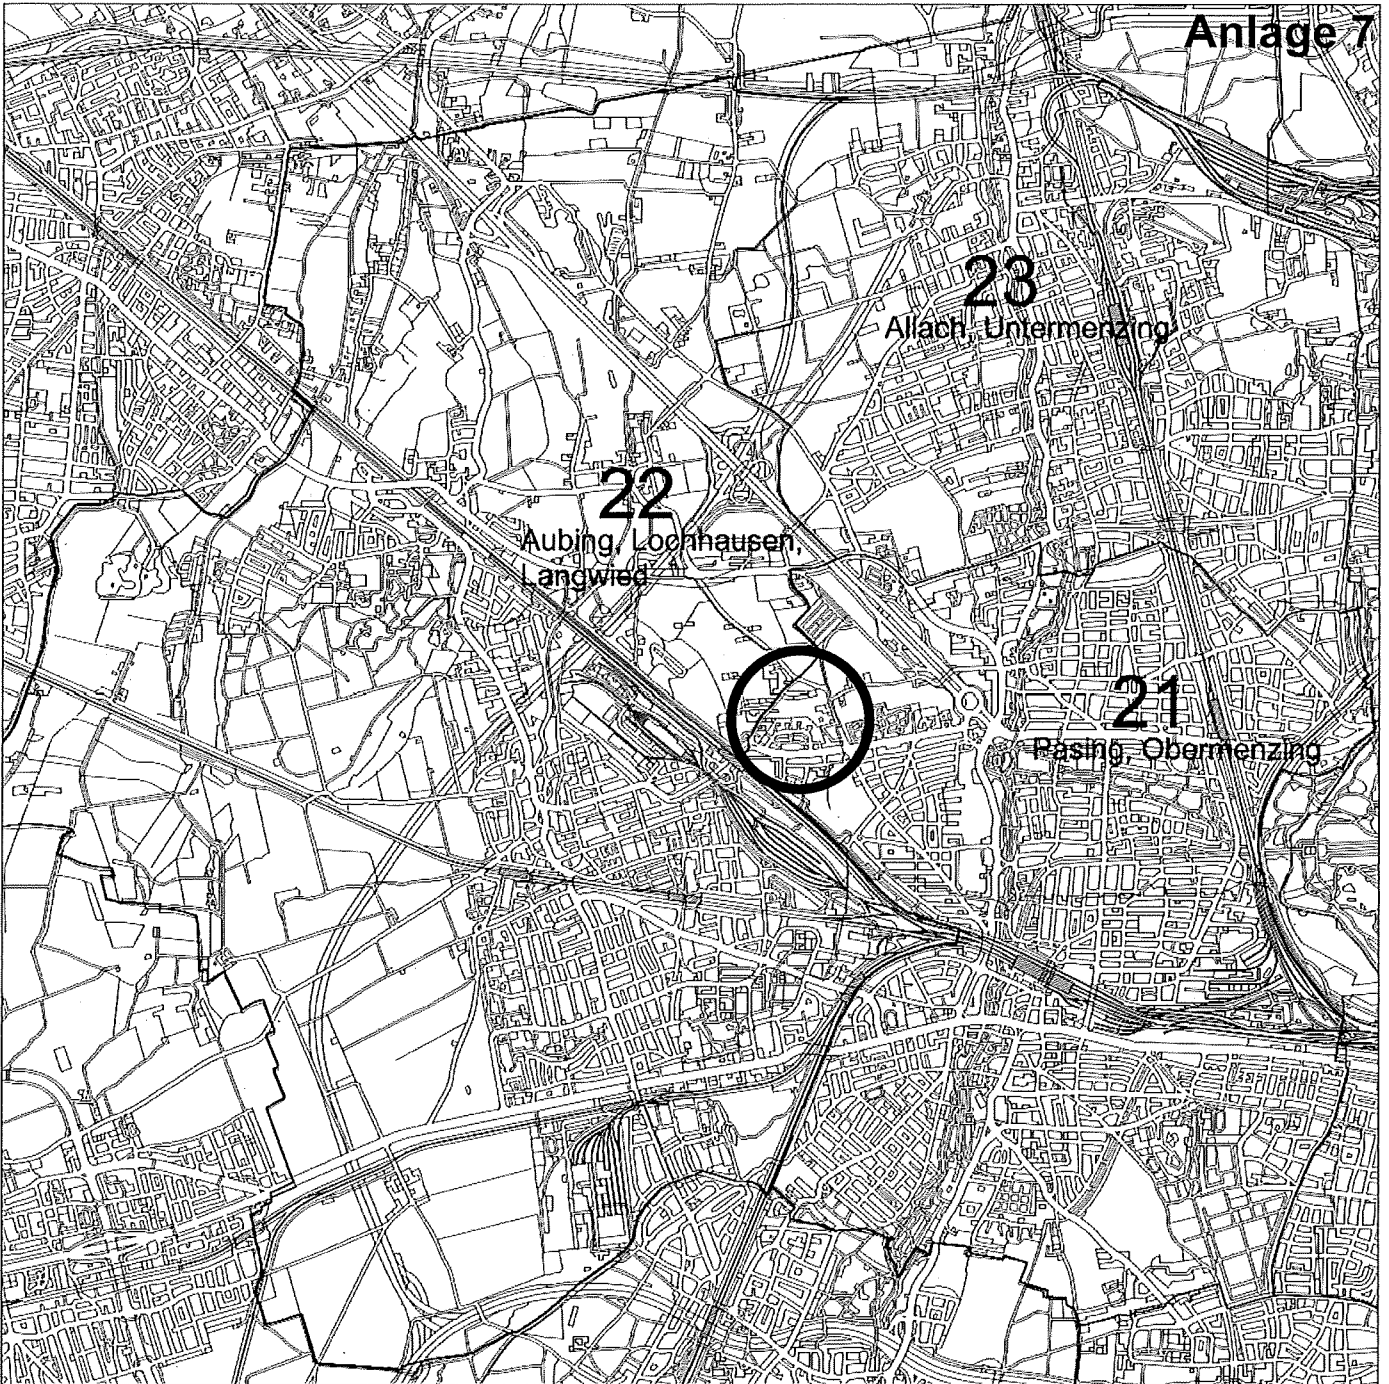 Anlage 7
23
Allach, Untermenzing
22
Aubing, Lochhausen,
Langwied
21
Pasing, Obermenzing